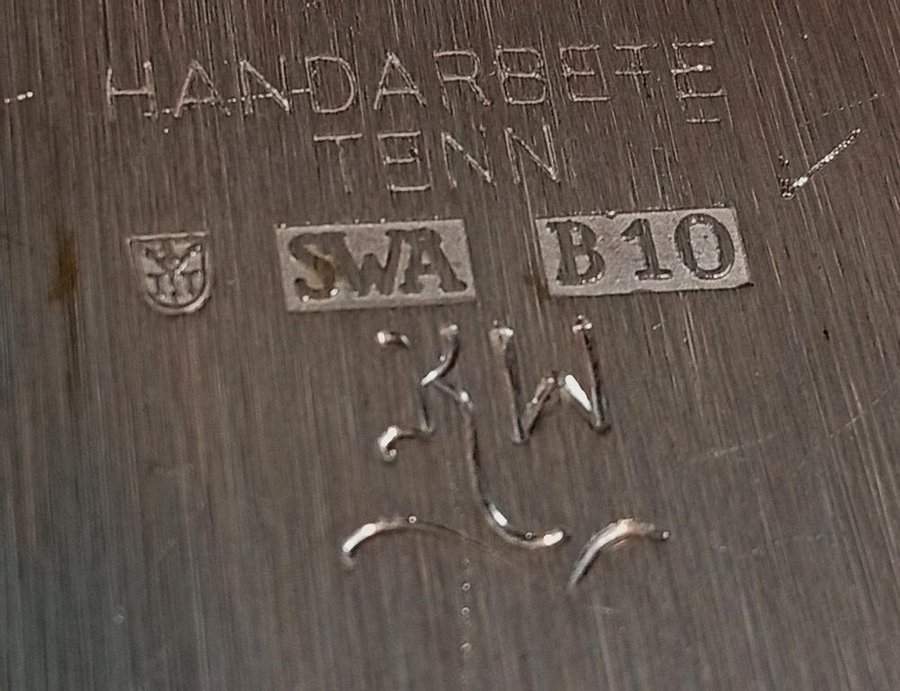 HANDARBETE
TENN
SWA B10
KW